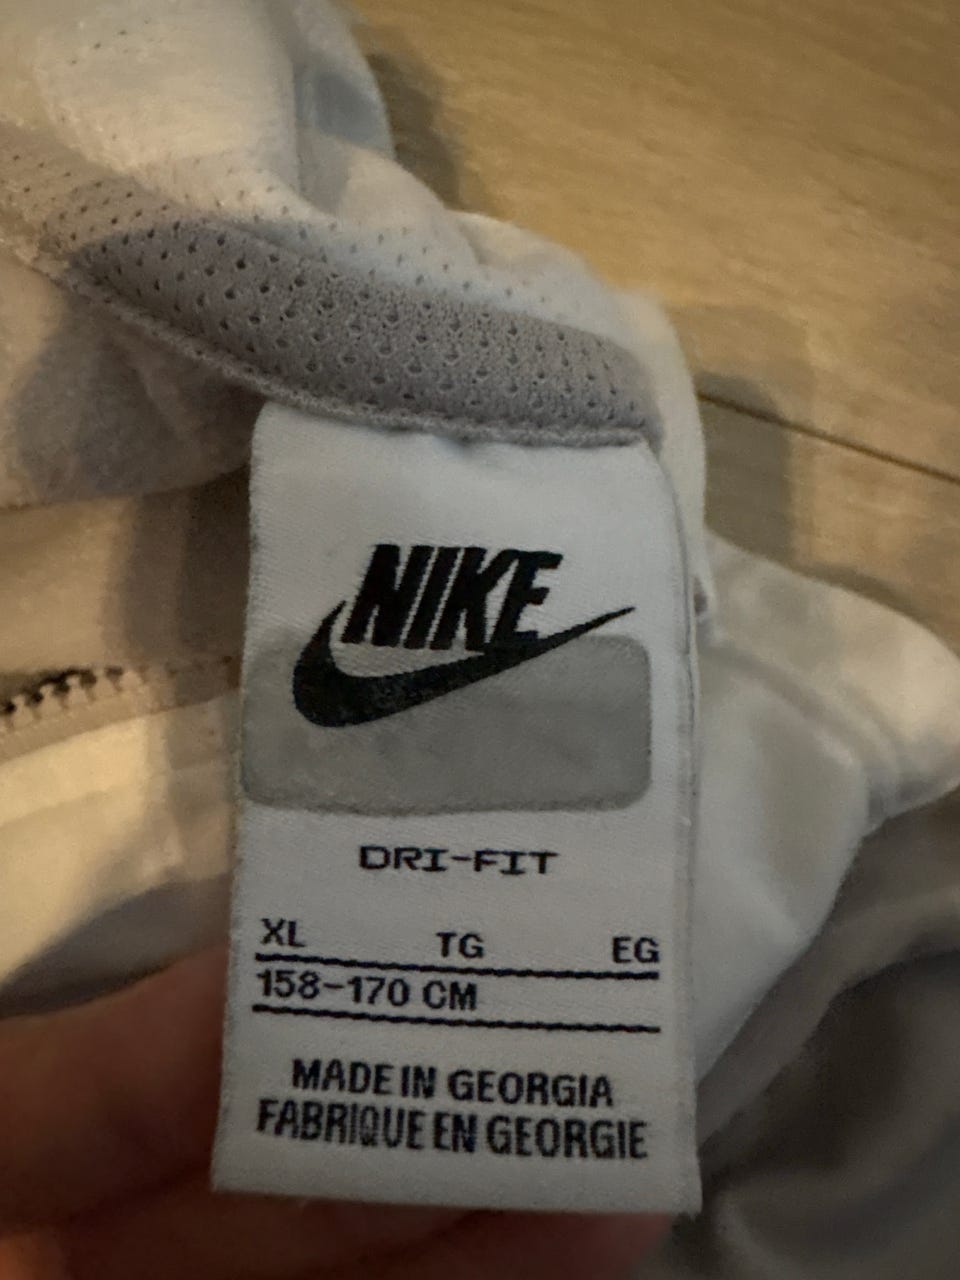 NIKE
DRI-FIT
XL TG EG
158-170 CM
MADE IN GEORGIA
FABRIQUE EN GEORGIE